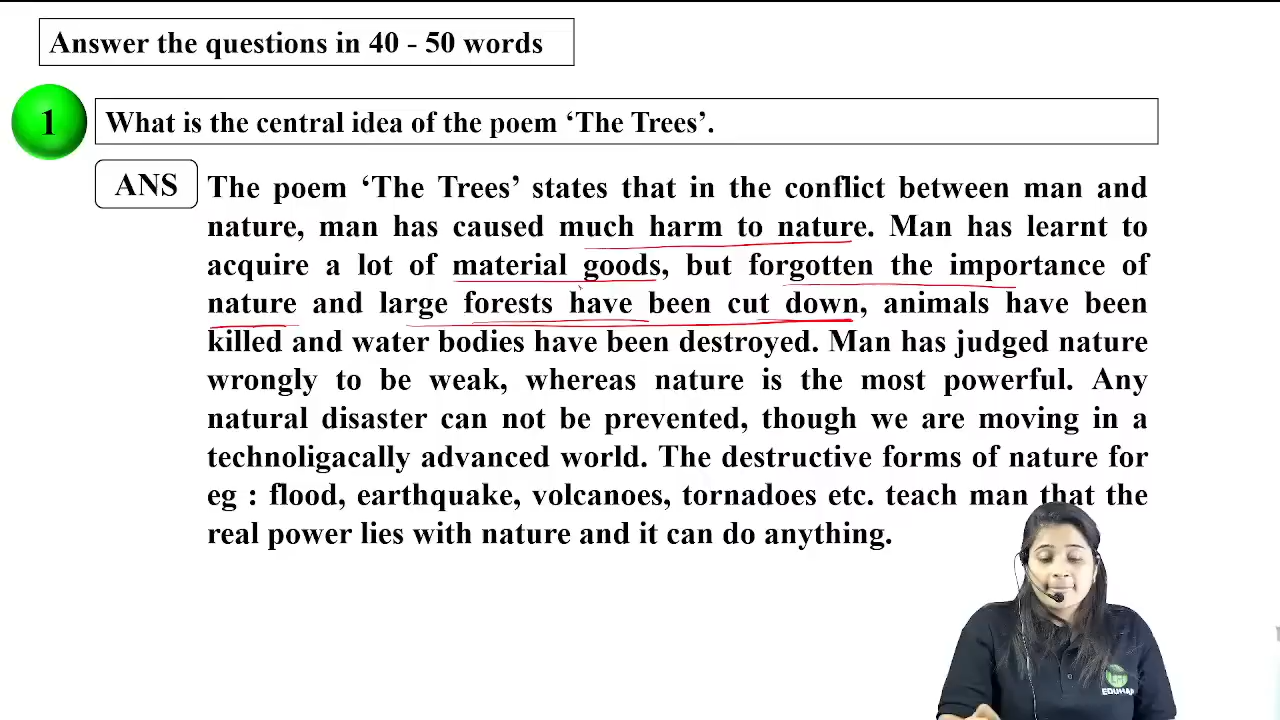 Answer the questions in 40 - 50 words
1
What is the central idea of the poem ‘The Trees’.
ANS
The poem ‘The Trees’ states that in the conflict between man and
nature, man has caused much harm to nature. Man has learnt to
acquire a lot of material goods, but forgotten the importance of
nature and large forests have been cut down, animals have been
killed and water bodies have been destroyed. Man has judged nature
wrongly to be weak, whereas nature is the most powerful. Any
natural disaster can not be prevented, though we are moving in a
technoligacally advanced world. The destructive forms of nature for
eg : flood, earthquake, volcanoes, tornadoes etc. teach man that the
real power lies with nature and it can do anything.